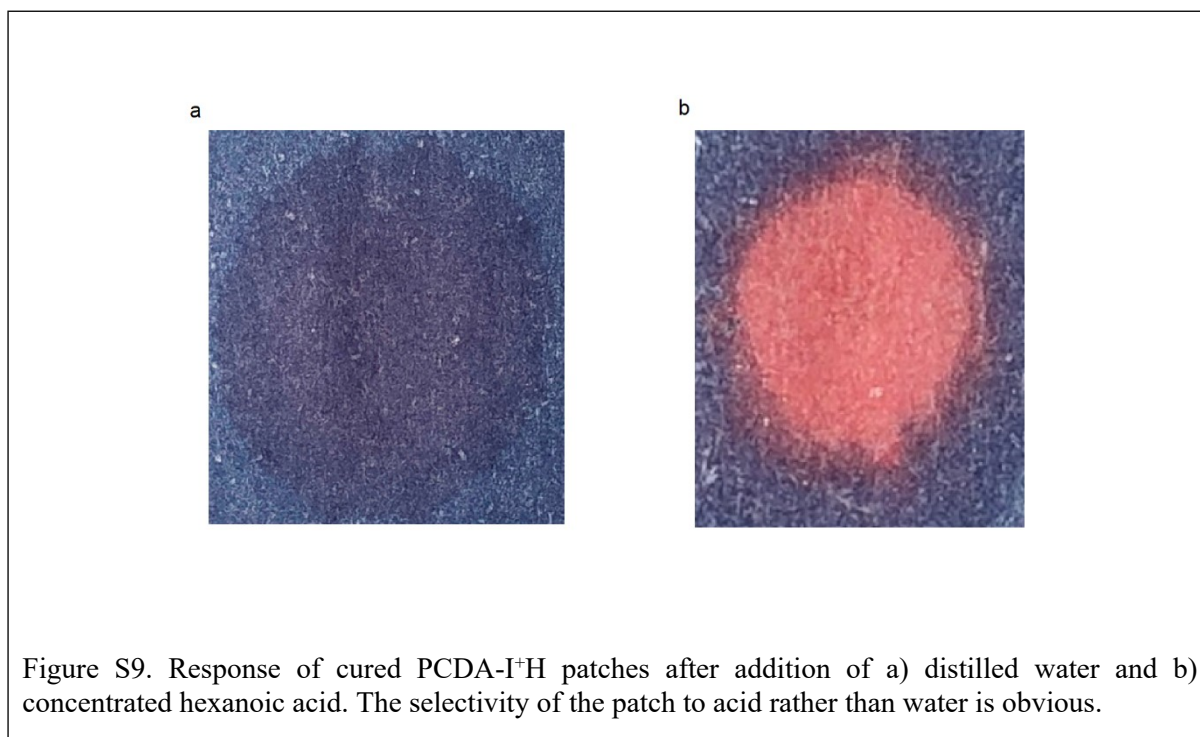 a
b
Figure S9. Response of cured PCDA-I⁺H patches after addition of a) distilled water and b)
concentrated hexanoic acid. The selectivity of the patch to acid rather than water is obvious.